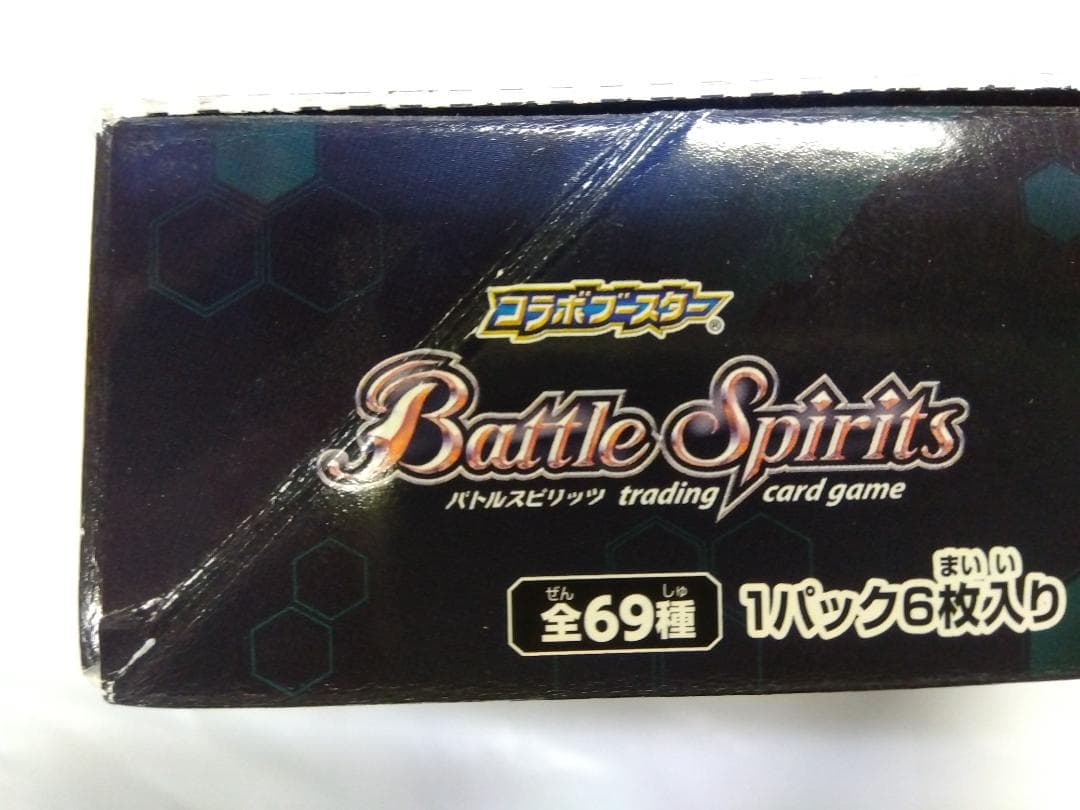 コラボブースター®
Battle Spirits
バトルスピリッツ trading card game
ぜん しゅ
全69種
まい い
1パック6枚入り